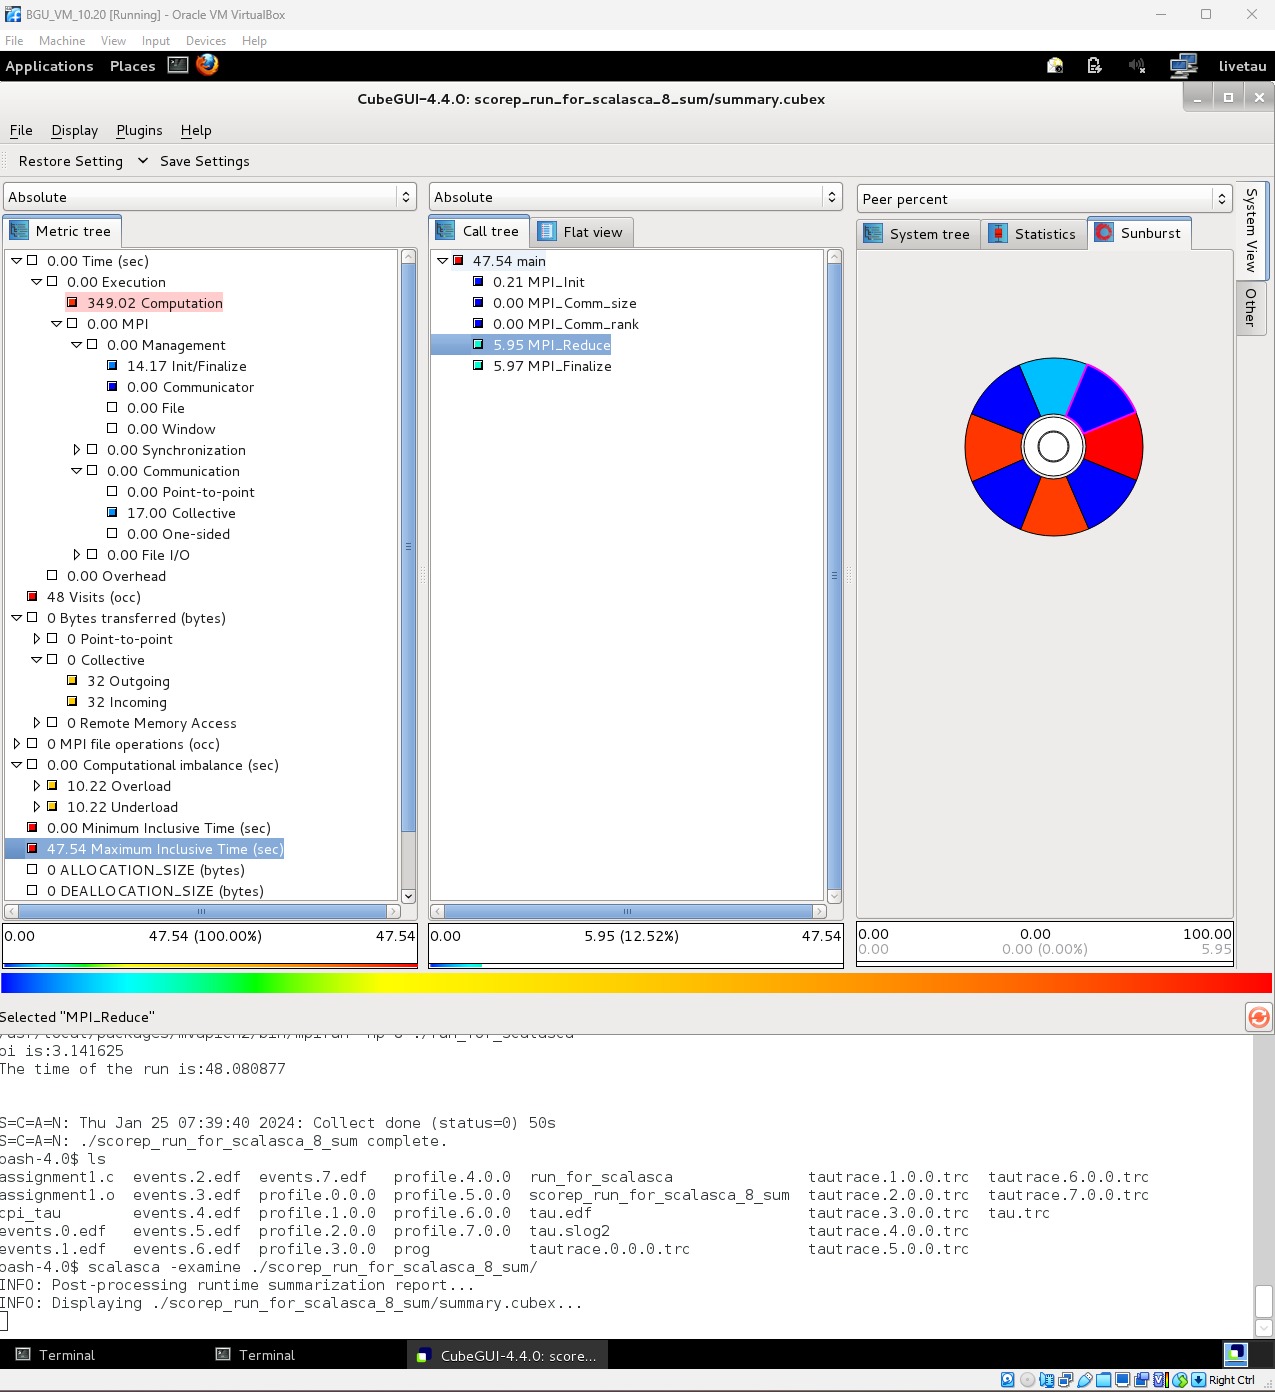 BGU_VM_10.20 [Running] - Oracle VM VirtualBox
File Machine View Input Devices Help
Applications Places livetau
CubeGUI-4.4.0: scorep_run_for_scalasca_8_sum/summary.cubex
File Display Plugins Help
Restore Setting Save Settings
Absolute
Metric tree
0.00 Time (sec)
0.00 Execution
349.02 Computation
0.00 MPI
0.00 Management
14.17 Init/Finalize
0.00 Communicator
0.00 File
0.00 Window
0.00 Synchronization
0.00 Communication
0.00 Point-to-point
17.00 Collective
0.00 One-sided
0.00 File I/O
0.00 Overhead
48 Visits (occ)
0 Bytes transferred (bytes)
0 Point-to-point
0 Collective
32 Outgoing
32 Incoming
0 Remote Memory Access
0 MPI file operations (occ)
0.00 Computational imbalance (sec)
10.22 Overload
10.22 Underload
0.00 Minimum Inclusive Time (sec)
47.54 Maximum Inclusive Time (sec)
0 ALLOCATION_SIZE (bytes)
0 DEALLOCATION_SIZE (bytes)
0.00 47.54 (100.00%) 47.54
Absolute
Call tree Flat view
47.54 main
0.21 MPI_Init
0.00 MPI_Comm_size
0.00 MPI_Comm_rank
5.95 MPI_Reduce
5.97 MPI_Finalize
0.00 5.95 (12.52%) 47.54
Peer percent
System tree Statistics Sunburst
System View
Other
0.00 0.00 100.00
0.00 0.00 (0.00%) 5.95
Selected "MPI_Reduce"
pi is:3.141625
The time of the run is:48.080877
S=C=A=N: Thu Jan 25 07:39:40 2024: Collect done (status=0) 50s
S=C=A=N: ./scorep_run_for_scalasca_8_sum complete.
bash-4.0$ ls
assignment1.c events.2.edf events.7.edf profile.4.0.0 run_for_scalasca tautrace.1.0.0.trc tautrace.6.0.0.trc
assignment1.o events.3.edf profile.0.0.0 profile.5.0.0 scorep_run_for_scalasca_8_sum tautrace.2.0.0.trc tautrace.7.0.0.trc
cpi_tau events.4.edf profile.1.0.0 profile.6.0.0 tau.edf tautrace.3.0.0.trc tau.trc
events.0.edf events.5.edf profile.2.0.0 profile.7.0.0 tau.slog2 tautrace.4.0.0.trc
events.1.edf events.6.edf profile.3.0.0 prog tautrace.0.0.0.trc tautrace.5.0.0.trc
bash-4.0$ scalasca -examine ./scorep_run_for_scalasca_8_sum/
INFO: Post-processing runtime summarization report...
INFO: Displaying ./scorep_run_for_scalasca_8_sum/summary.cubex...
Terminal Terminal CubeGUI-4.4.0: score...
Right Ctrl